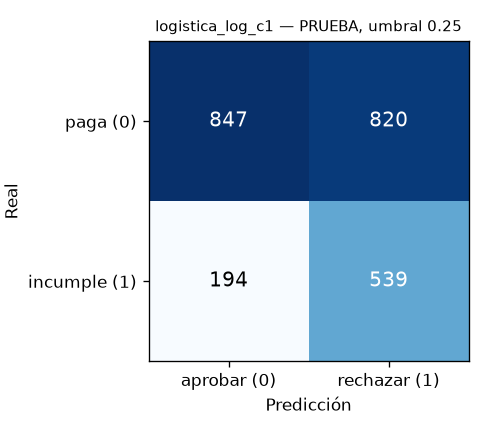 logistica_log_c1 — PRUEBA, umbral 0.25
Real
paga (0)
847
820
incumple (1)
194
539
aprobar (0)
rechazar (1)
Predicción